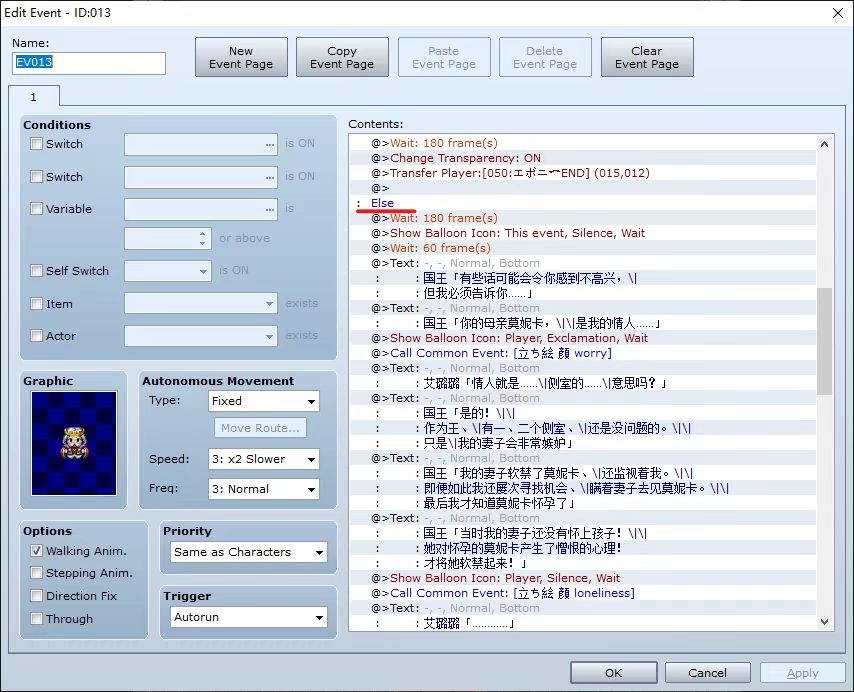 Edit Event - ID:013
Name:
EV013
New
Event Page
Copy
Event Page
Paste
Event Page
Delete
Event Page
Clear
Event Page
1
Conditions
Switch
... is ON
Switch
... is ON
Variable
... is
or above
Self Switch
is ON
Item
exists
Actor
exists
Graphic
Autonomous Movement
Type:
Fixed
Move Route...
Speed:
3: x2 Slower
Freq:
3: Normal
Options
Walking Anim.
Stepping Anim.
Direction Fix
Through
Priority
Same as Characters
Trigger
Autorun
Contents:
@>Wait: 180 frame(s)
@>Change Transparency: ON
@>Transfer Player:[050:エボニーEND] (015,012)
@>
: Else
@>Wait: 180 frame(s)
@>Show Balloon Icon: This event, Silence, Wait
@>Wait: 60 frame(s)
@>Text: -, -, Normal, Bottom
: : 国王「有些话可能会令你感到不高兴，\|
: : 但我必须告诉你……」
@>Text: -, -, Normal, Bottom
: : 国王「你的母亲莫妮卡，\|\|是我的情人……」
@>Show Balloon Icon: Player, Exclamation, Wait
@>Call Common Event: [立ち絵 顔 worry]
@>Text: -, -, Normal, Bottom
: : 艾璐璐「情人就是……\|侧室的……\|意思吗？」
@>Text: -, -, Normal, Bottom
: : 国王「是的！\|\|
: : 作为王、\|有一、二个侧室、\|还是没问题的。\|\|
: : 只是\|我的妻子会非常嫉妒」
@>Text: -, -, Normal, Bottom
: : 国王「我的妻子软禁了莫妮卡、\|还监视着我。\|\|
: : 即便如此我还屡次寻找机会、\|瞒着妻子去见莫妮卡。\|\|
: : 最后我才知道莫妮卡怀孕了」
@>Text: -, -, Normal, Bottom
: : 国王「当时我的妻子还没有怀上孩子！\|\|
: : 她对怀孕的莫妮卡产生了憎恨的心理！
: : 才将她软禁起来！」
@>Show Balloon Icon: Player, Silence, Wait
@>Call Common Event: [立ち絵 顔 loneliness]
@>Text: -, -, Normal, Bottom
: : 艾璐璐「…………」
OK
Cancel
Apply